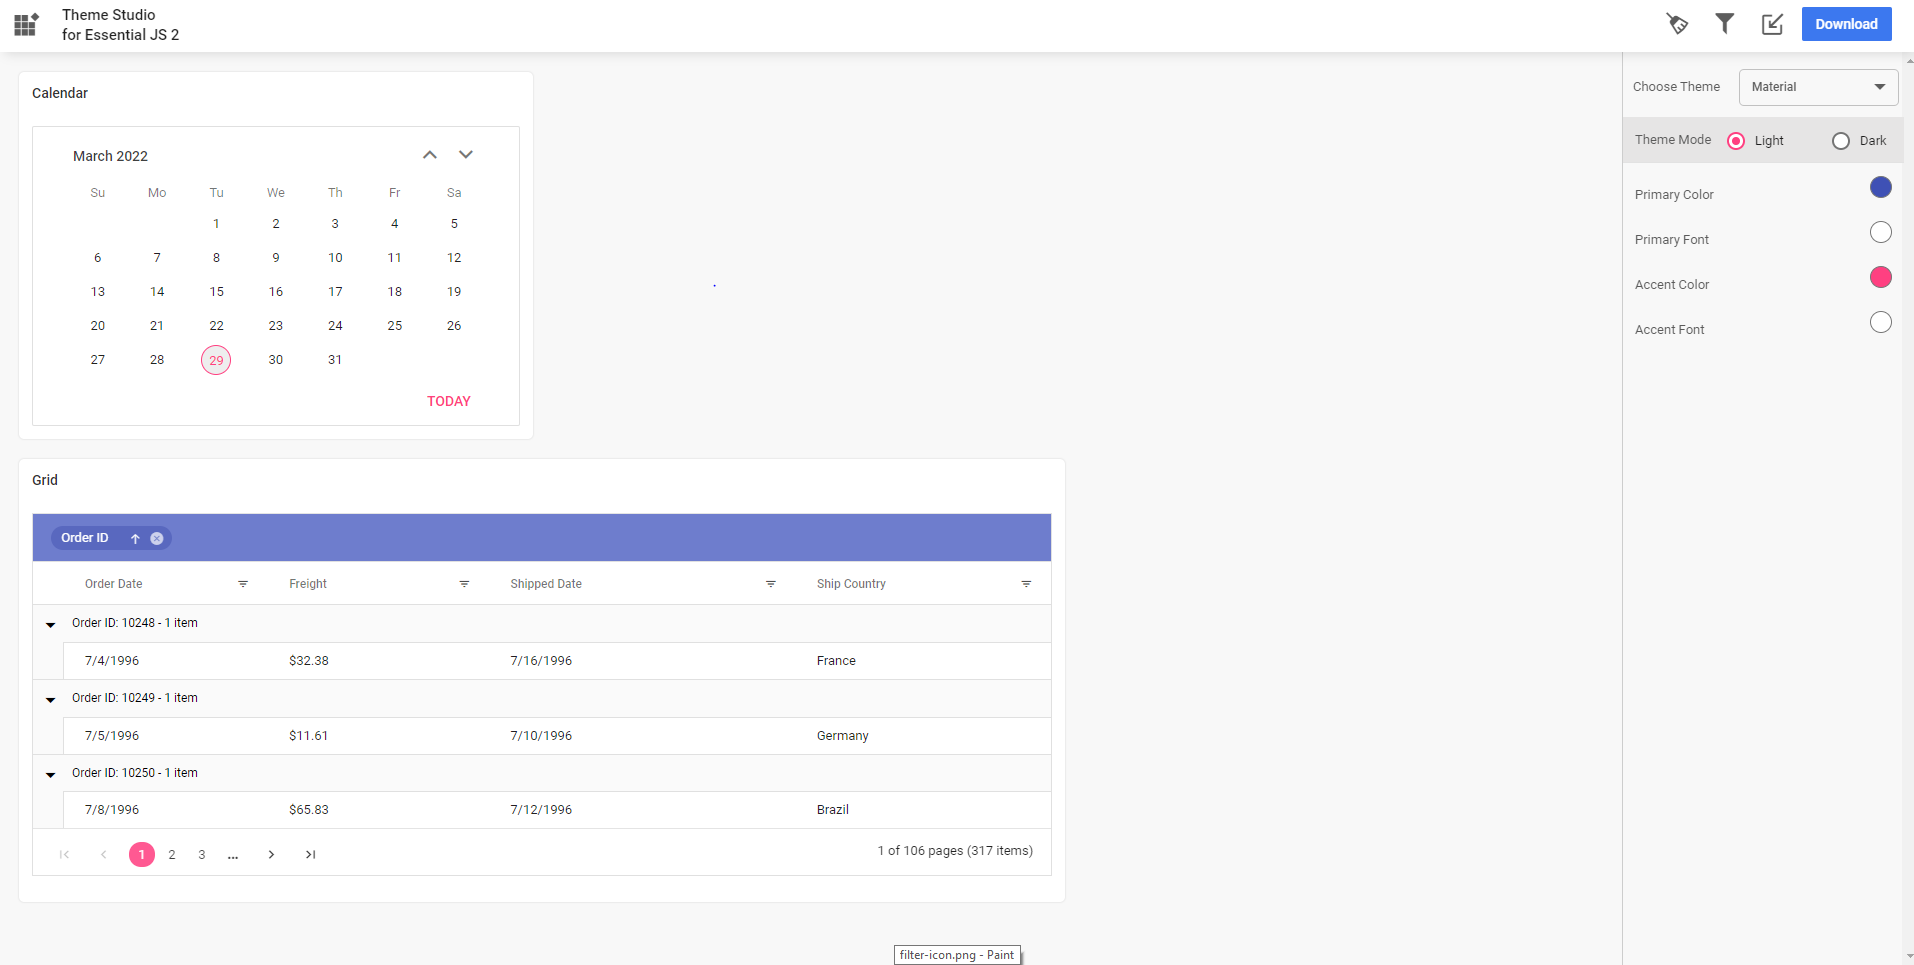 Theme Studio
for Essential JS 2
Download
Calendar
March 2022
Su Mo Tu We Th Fr Sa
1 2 3 4 5
6 7 8 9 10 11 12
13 14 15 16 17 18 19
20 21 22 23 24 25 26
27 28 29 30 31
TODAY
Grid
Order ID
Order Date Freight Shipped Date Ship Country
Order ID: 10248 - 1 item
7/4/1996 $32.38 7/16/1996 France
Order ID: 10249 - 1 item
7/5/1996 $11.61 7/10/1996 Germany
Order ID: 10250 - 1 item
7/8/1996 $65.83 7/12/1996 Brazil
1 2 3 ... 1 of 106 pages (317 items)
Choose Theme Material
Theme Mode Light Dark
Primary Color
Primary Font
Accent Color
Accent Font
filter-icon.png - Paint